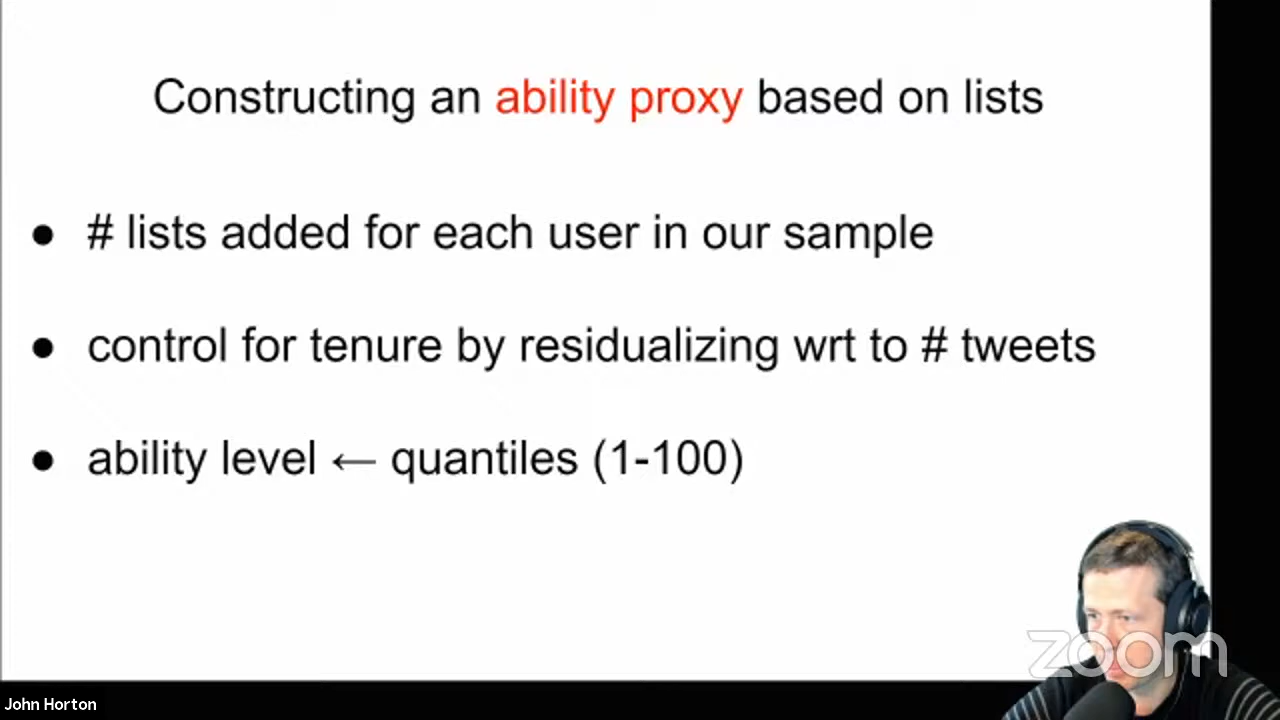 Constructing an ability proxy based on lists
● # lists added for each user in our sample
● control for tenure by residualizing wrt to # tweets
● ability level ← quantiles (1-100)
zoom
John Horton